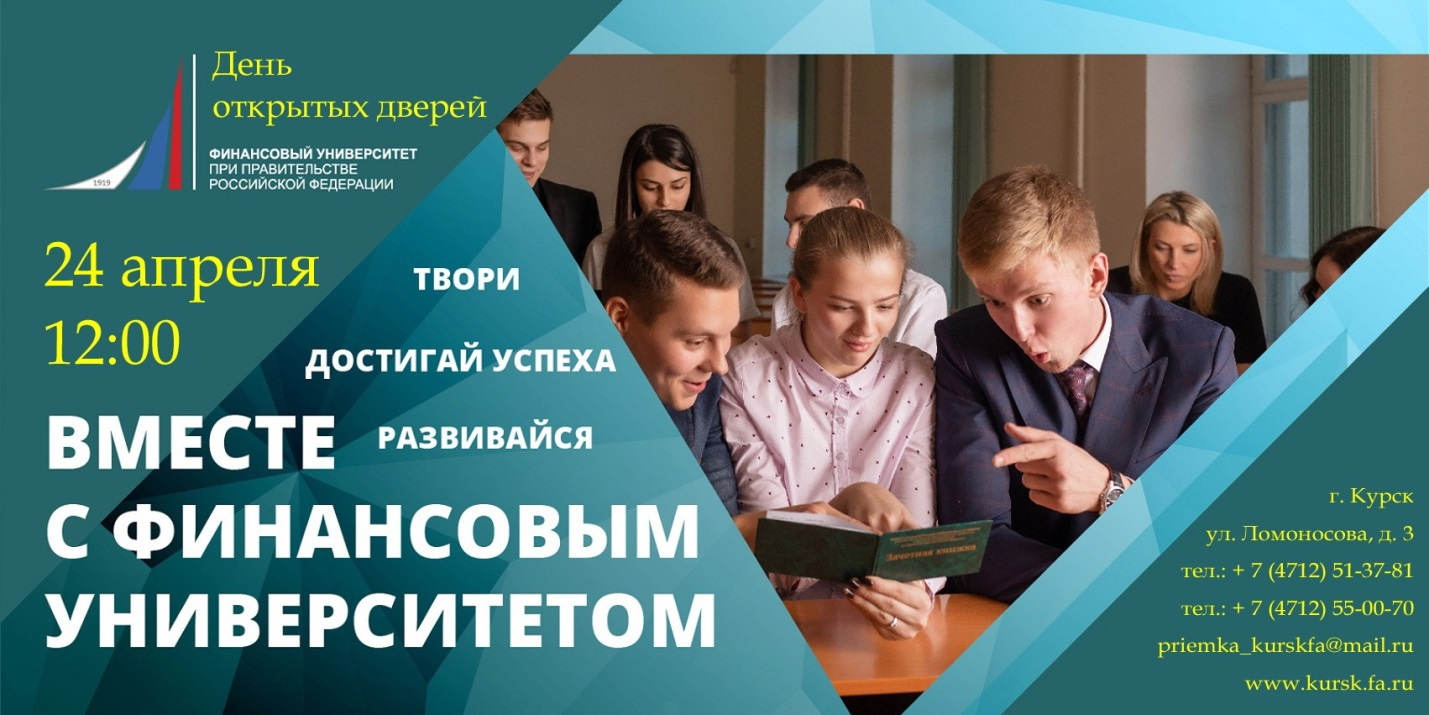 День
открытых дверей
ФИНАНСОВЫЙ УНИВЕРСИТЕТ
ПРИ ПРАВИТЕЛЬСТВЕ
РОССИЙСКОЙ ФЕДЕРАЦИИ
1919
24 апреля
12:00
ТВОРИ
ДОСТИГАЙ УСПЕХА
РАЗВИВАЙСЯ
ВМЕСТЕ
С ФИНАНСОВЫМ
УНИВЕРСИТЕТОМ
Зачетная книжка
г. Курск
ул. Ломоносова, д. 3
тел.: + 7 (4712) 51-37-81
тел.: + 7 (4712) 55-00-70
priemka_kurskfa@mail.ru
www.kursk.fa.ru